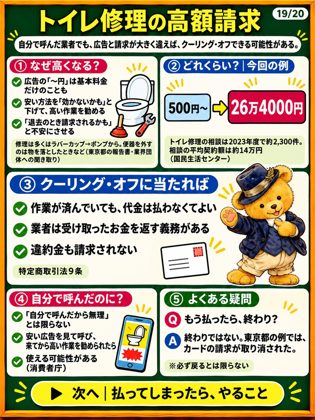 トイレ修理の高額請求
19/20
自分で呼んだ業者でも、広告と請求が大きく違えば、クーリング・オフできる可能性がある。
① なぜ高くなる?
広告の「〜円」は基本料金
だけのことも
安い方法を「効かないかも」と
下げて、高い作業を勧める
「退去のとき請求されるかも」
と不安にさせる
修理は多くはラバーカップ→ポンプから。便器を外す
のは物を落としたときなど(東京都の報告・業界団
体への聞き取り)
② どれくらい?|今回の例
500円〜
26万4000円
トイレ修理の相談は2023年度で約2,300件。
相談の平均契約額は約14万円
(国民生活センター)
③ クーリング・オフに当たれば
作業が済んでいても、代金は払わなくてよい
業者は受け取ったお金を返す義務がある
違約金も請求されない
特定商取引法9条
④ 自分で呼んだのに?
「自分で呼んだから無理」
とは限らない
安い広告を見て呼び、
来てから高い作業を勧められたら
使える可能性がある
(消費者庁)
⑤ よくある疑問
Q もう払ったら、終わり?
A 終わりではない。東京都の例では、
カードの請求が取り消された。
※必ず戻るとは限らない
▶ 次へ|払ってしまったら、やること